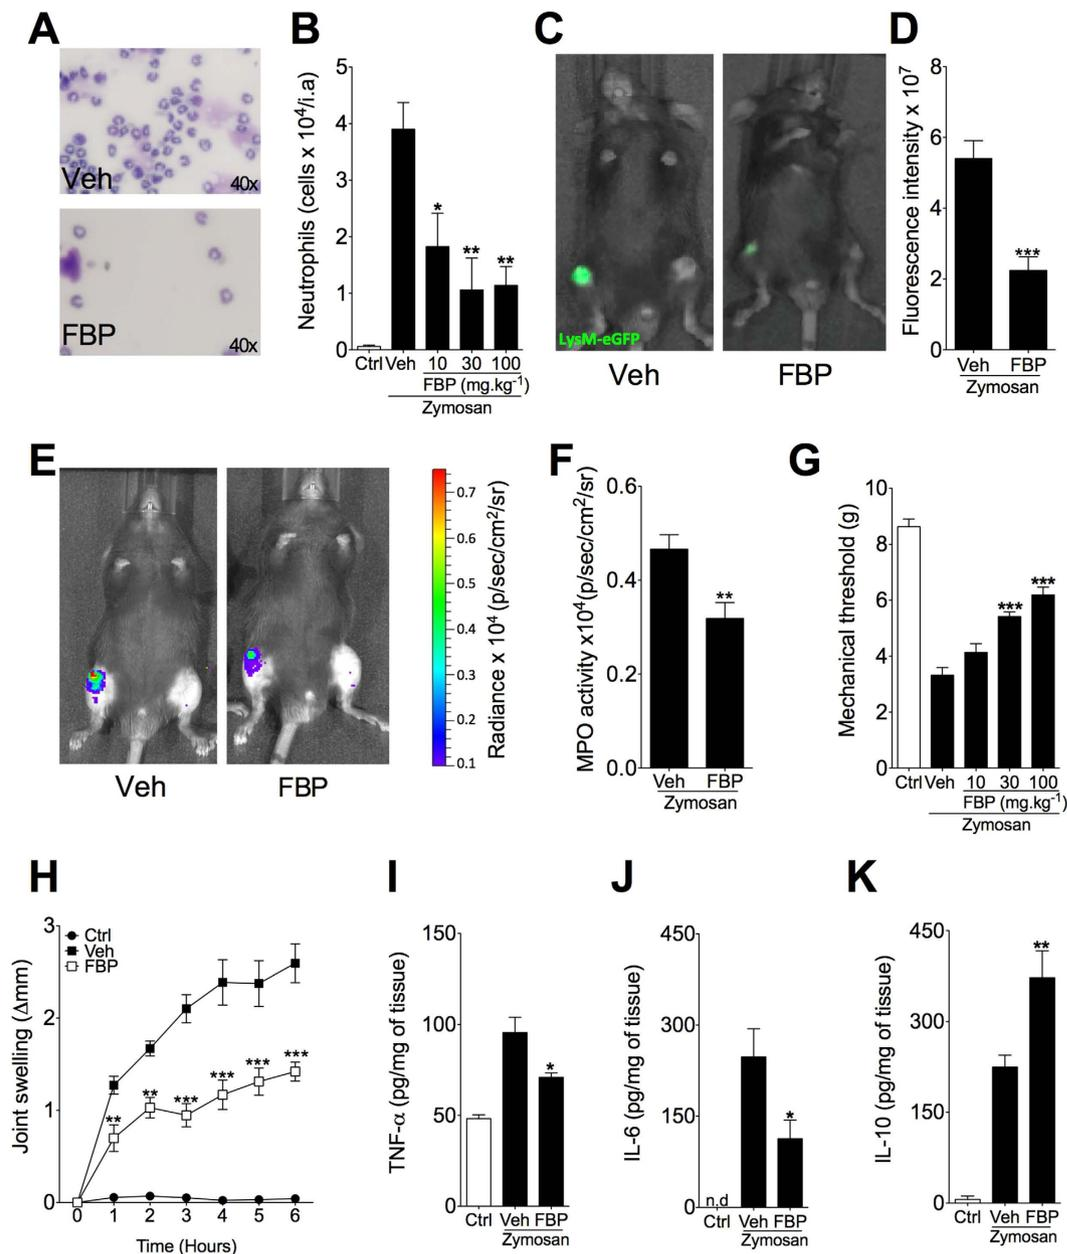 A
Veh
40x
FBP
40x
B
Neutrophils (cells x 10⁴/i.a)
5
4
3
2
1
0
*
**
**
Ctrl Veh 10 30 100
FBP (mg.kg⁻¹)
Zymosan
C
LysM-eGFP
Veh
FBP
D
Fluorescence intensity x 10⁷
8
6
4
2
0
***
Veh FBP
Zymosan
E
Veh
FBP
0.7
0.6
0.5
0.4
0.3
0.2
0.1
Radiance x 10⁴ (p/sec/cm²/sr)
F
MPO activity x10⁴(p/sec/cm²/sr)
0.6
0.4
0.2
0.0
**
Veh FBP
Zymosan
G
Mechanical threshold (g)
10
8
6
4
2
0
***
***
Ctrl Veh 10 30 100
FBP (mg.kg⁻¹)
Zymosan
H
Joint swelling (Δmm)
3
2
1
0
Ctrl
Veh
FBP
**
**
***
***
***
***
0 1 2 3 4 5 6
Time (Hours)
I
TNF-α (pg/mg of tissue)
150
100
50
0
*
Ctrl Veh FBP
Zymosan
J
IL-6 (pg/mg of tissue)
450
300
150
0
n.d
*
Ctrl Veh FBP
Zymosan
K
IL-10 (pg/mg of tissue)
450
300
150
0
**
Ctrl Veh FBP
Zymosan